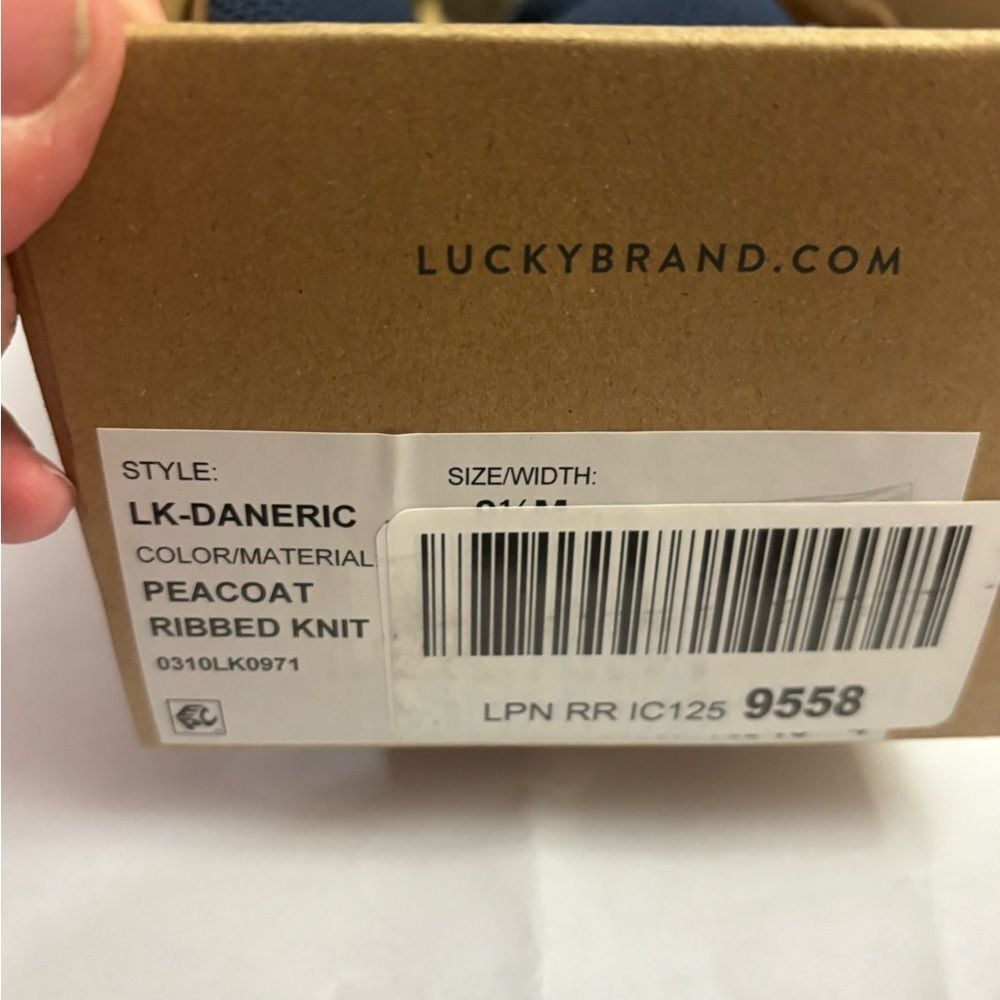 LUCKYBRAND.COM
STYLE:
LK-DANERIC
COLOR/MATERIAL
PEACOAT
RIBBED KNIT
0310LK0971
SIZE/WIDTH:
LPN RR IC125 9558